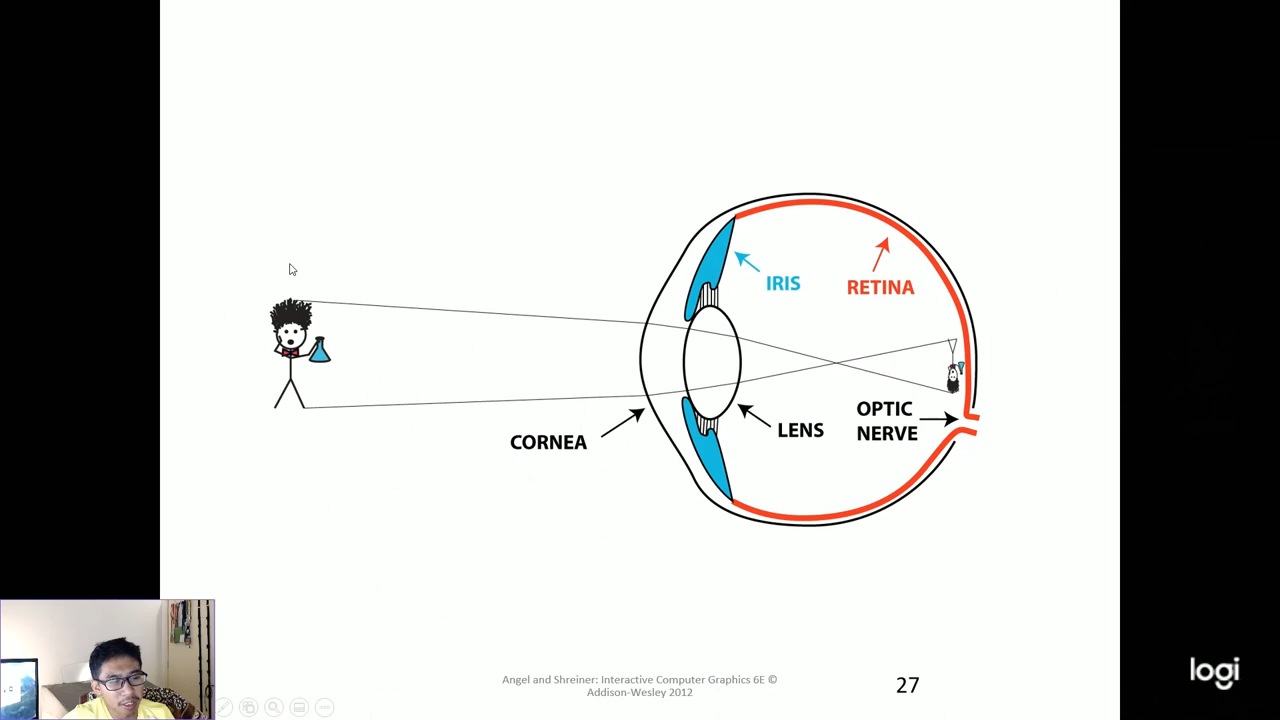 IRIS
RETINA
OPTIC
NERVE
LENS
CORNEA
Angel and Shreiner: Interactive Computer Graphics 6E ©
Addison-Wesley 2012
27
logi